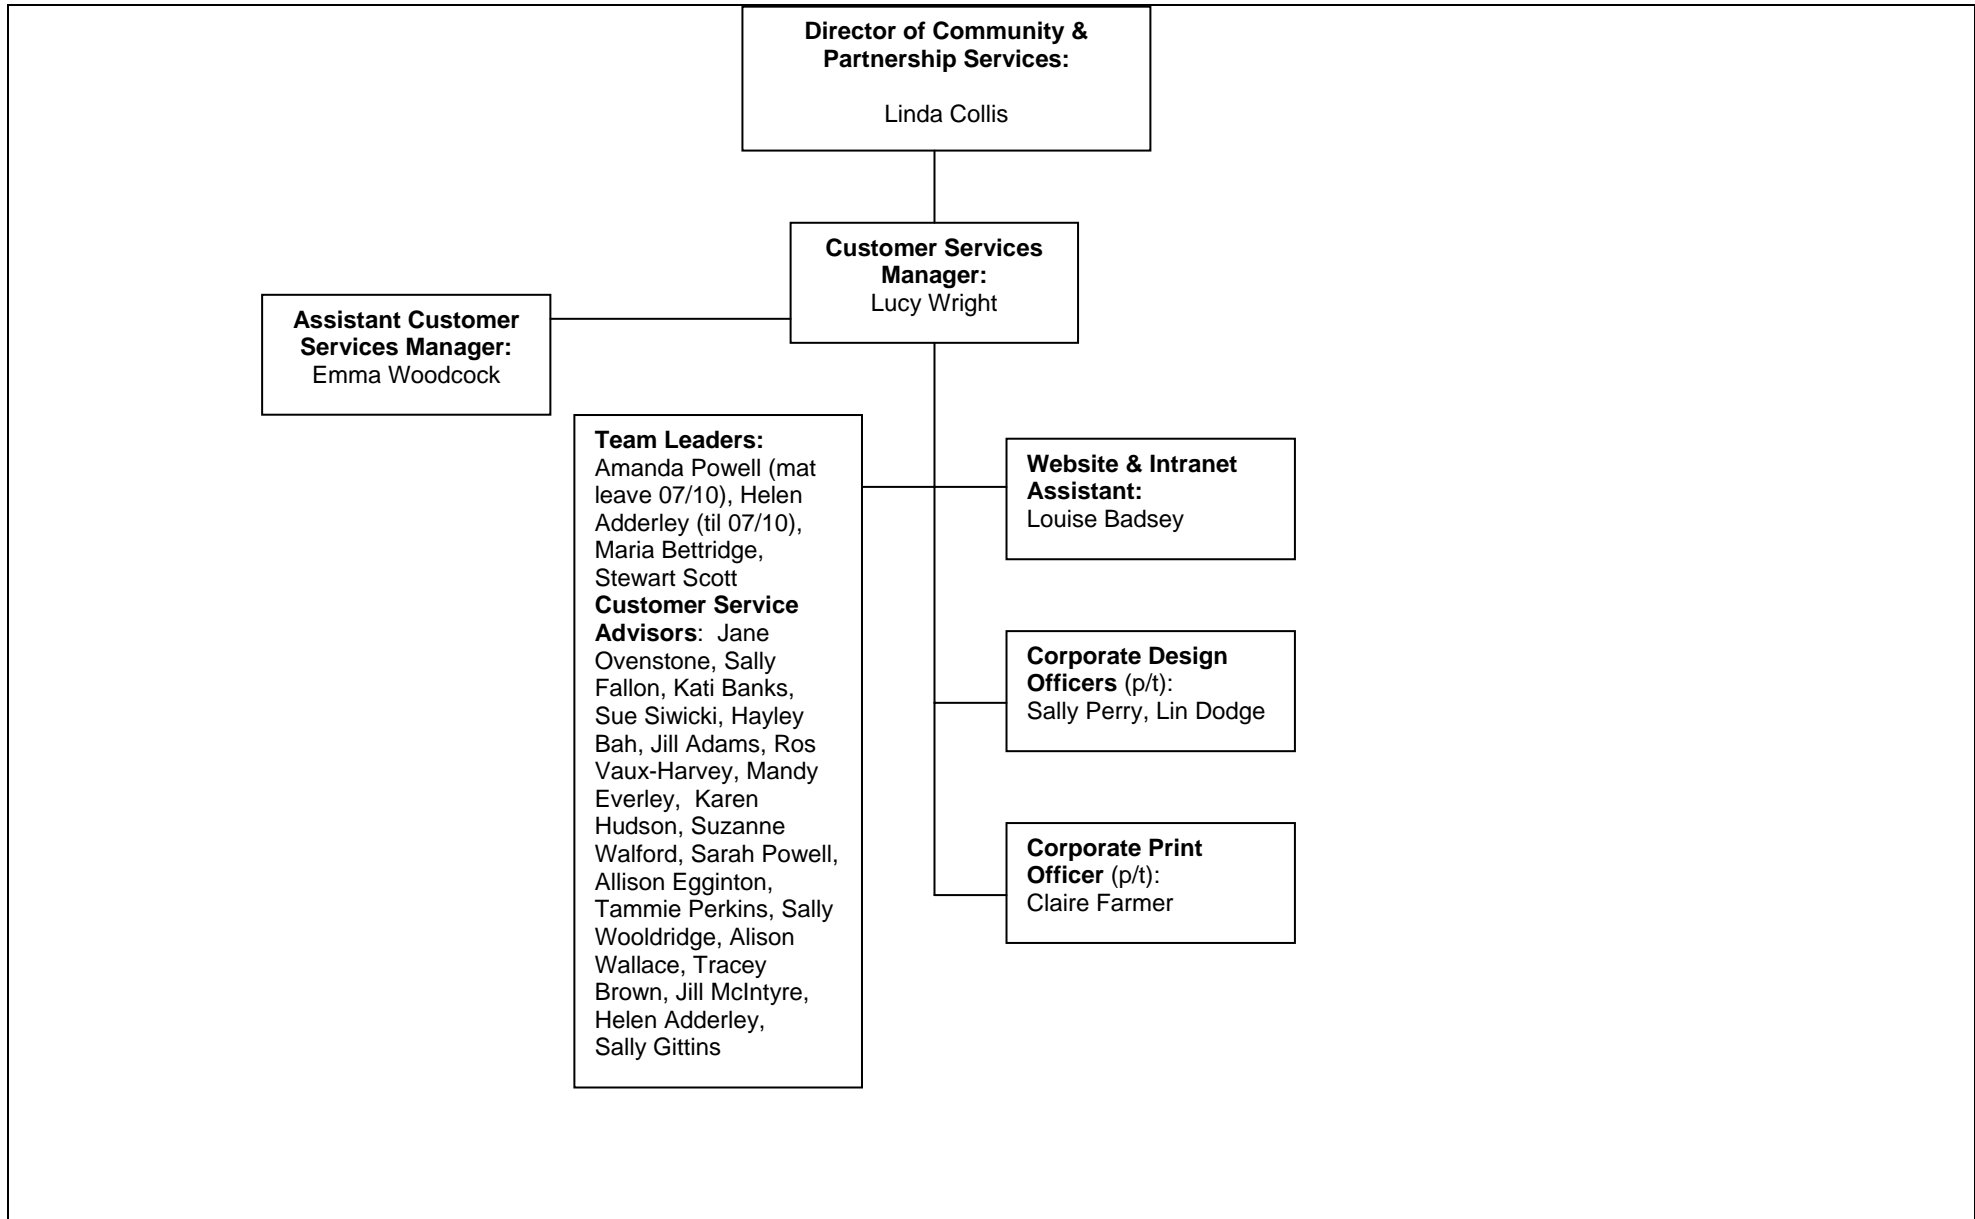 Director of Community &
Partnership Services:
Linda Collis
Customer Services
Manager:
Lucy Wright
Assistant Customer
Services Manager:
Emma Woodcock
Team Leaders:
Amanda Powell (mat
leave 07/10), Helen
Adderley (til 07/10),
Maria Bettridge,
Stewart Scott
Customer Service
Advisors:  Jane
Ovenstone, Sally
Fallon, Kati Banks,
Sue Siwicki, Hayley
Bah, Jill Adams, Ros
Vaux-Harvey, Mandy
Everley,  Karen
Hudson, Suzanne
Walford, Sarah Powell,
Allison Egginton,
Tammie Perkins, Sally
Wooldridge, Alison
Wallace, Tracey
Brown, Jill McIntyre,
Helen Adderley,
Sally Gittins
Website & Intranet
Assistant:
Louise Badsey
Corporate Design
Officers (p/t):
Sally Perry, Lin Dodge
Corporate Print
Officer (p/t):
Claire Farmer